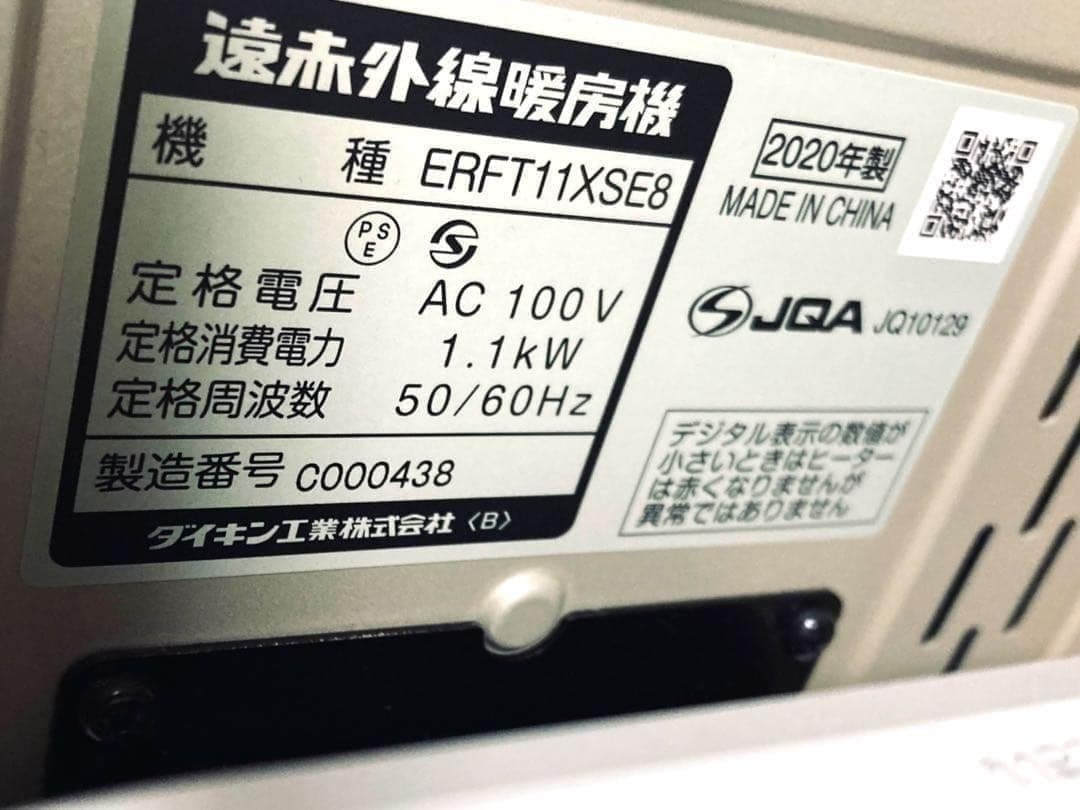 遠赤外線暖房機
機 種 ERFT11XSE8
PSE
定格電圧 AC 100V
定格消費電力 1.1kW
定格周波数 50/60Hz
製造番号 C000438
ダイキン工業株式会社〈B〉
2020年製
MADE IN CHINA
JQA JQ10129
デジタル表示の数値が
小さいときはヒーター
は赤くなりませんが
異常ではありません